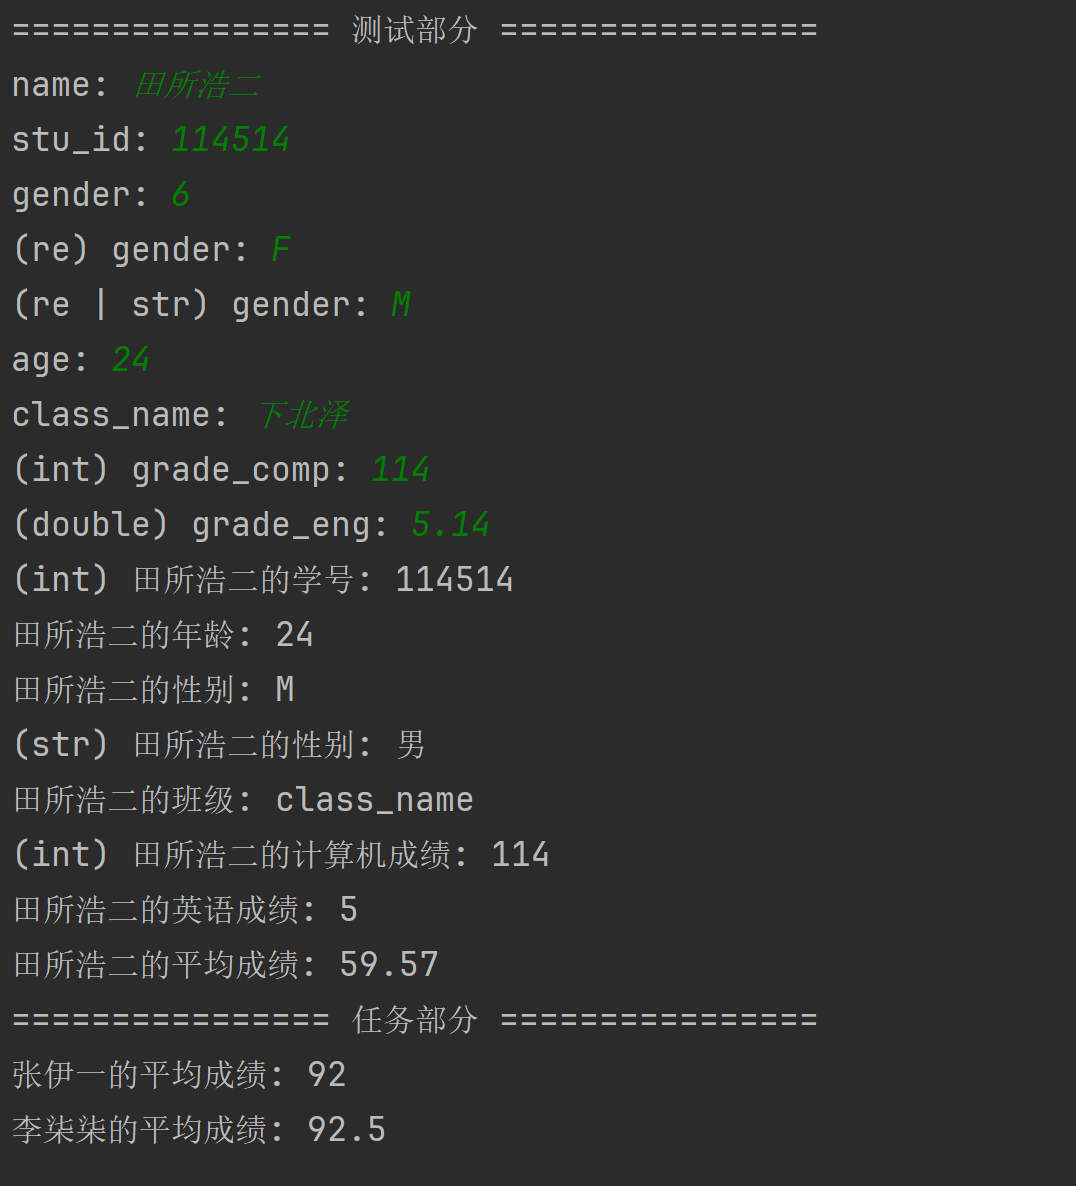 ================ 测试部分 ================
name: 田所浩二
stu_id: 114514
gender: 6
(re) gender: F
(re | str) gender: M
age: 24
class_name: 下北泽
(int) grade_comp: 114
(double) grade_eng: 5.14
(int) 田所浩二的学号: 114514
田所浩二的年龄: 24
田所浩二的性别: M
(str) 田所浩二的性别: 男
田所浩二的班级: class_name
(int) 田所浩二的计算机成绩: 114
田所浩二的英语成绩: 5
田所浩二的平均成绩: 59.57
================ 任务部分 ================
张伊一的平均成绩: 92
李柒柒的平均成绩: 92.5